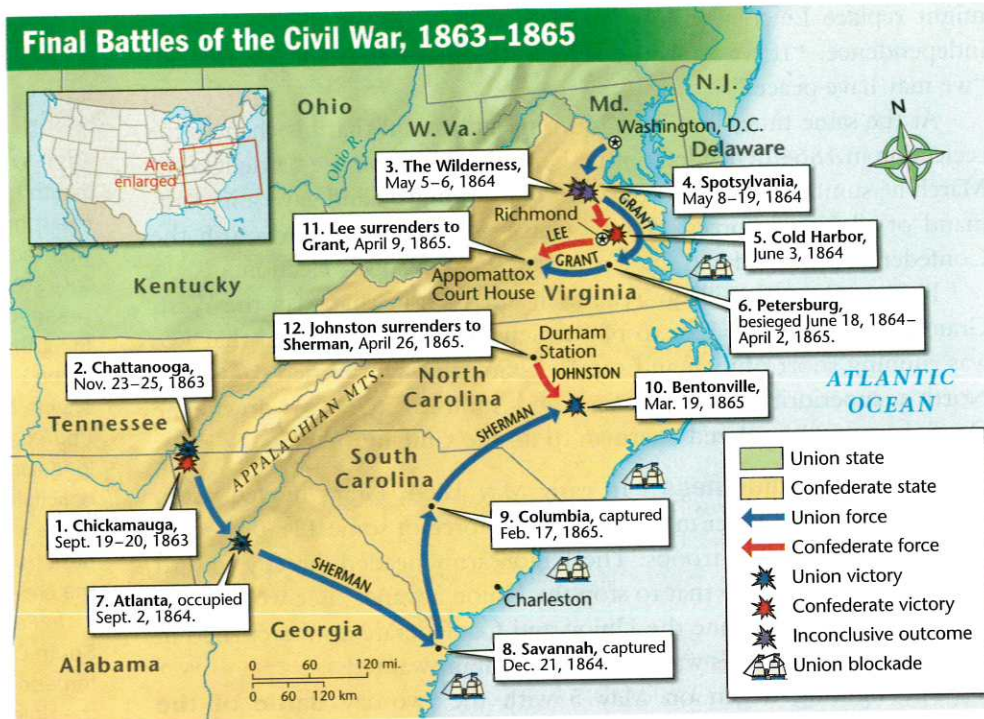 might replace
independence.
Final Battles of the Civil War, 1863–1865
Area
enlarged
Ohio
Ohio R.
W. Va.
Md.
N.J.
Washington, D.C.
Delaware
N
3. The Wilderness,
May 5–6, 1864
4. Spotsylvania,
May 8–19, 1864
GRANT
Richmond
LEE
GRANT
11. Lee surrenders to
Grant, April 9, 1865.
5. Cold Harbor,
June 3, 1864
Appomattox
Court House
Virginia
Kentucky
6. Petersburg,
besieged June 18, 1864–
April 2, 1865.
12. Johnston surrenders to
Sherman, April 26, 1865.
Durham
Station
JOHNSTON
2. Chattanooga,
Nov. 23–25, 1863
North
Carolina
10. Bentonville,
Mar. 19, 1865
ATLANTIC
OCEAN
Tennessee
APPALACHIAN MTS.
SHERMAN
South
Carolina
1. Chickamauga,
Sept. 19–20, 1863
9. Columbia, captured
Feb. 17, 1865.
SHERMAN
Charleston
7. Atlanta, occupied
Sept. 2, 1864.
Georgia
8. Savannah, captured
Dec. 21, 1864.
Alabama
0 60 120 mi.
0 60 120 km
Union state
Confederate state
Union force
Confederate force
Union victory
Confederate victory
Inconclusive outcome
Union blockade